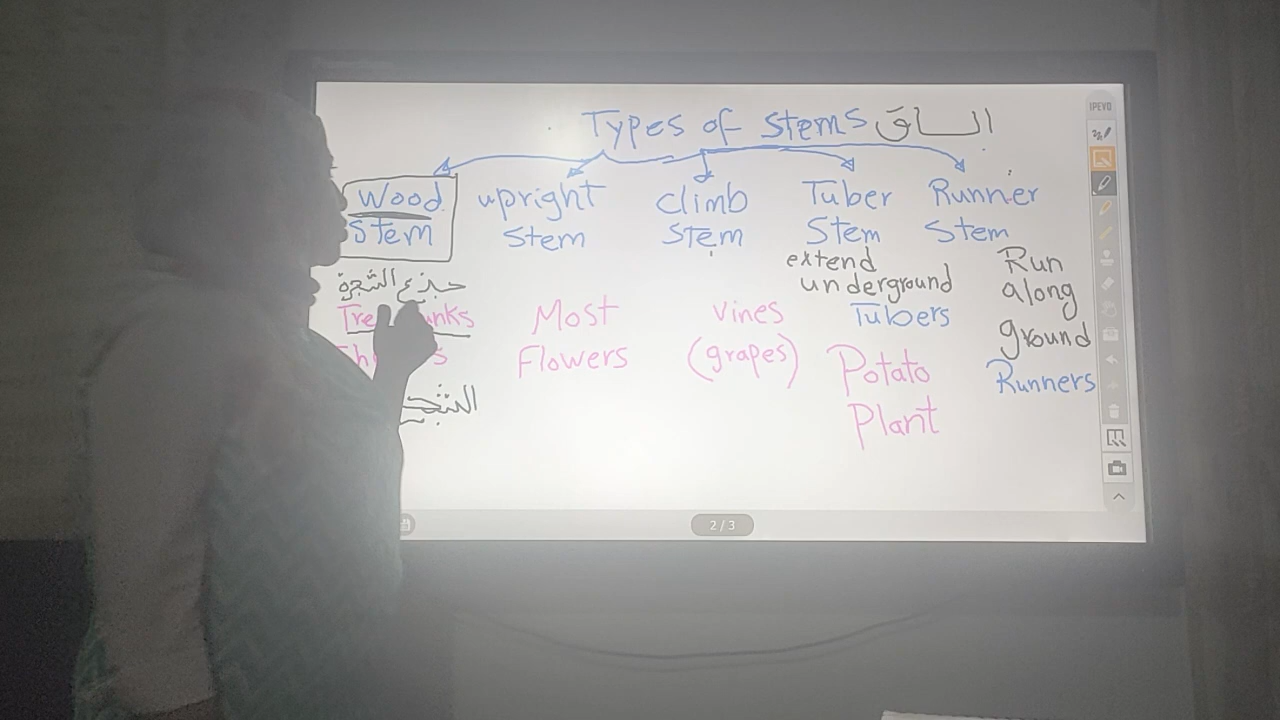 Types of stems الساق
Wood stem
upright stem
climb stem
Tuber Stem
Runner Stem
جذع الشجرة
Most Flowers
vines (grapes)
extend underground
Tubers
Potato Plant
Run along ground
Runners
IPEVO
2/3